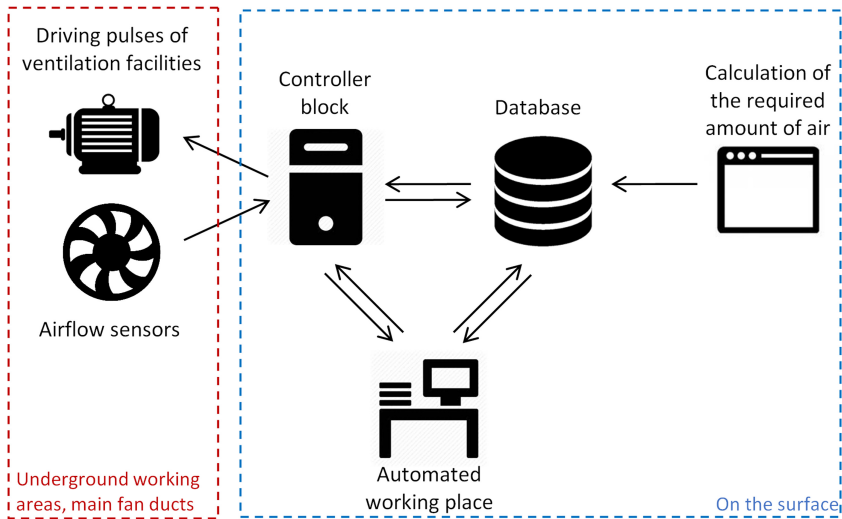 Driving pulses of
ventilation facilities
Controller
block
Database
Calculation of
the required
amount of air
Airflow sensors
Automated
working place
Underground working
areas, main fan ducts
On the surface